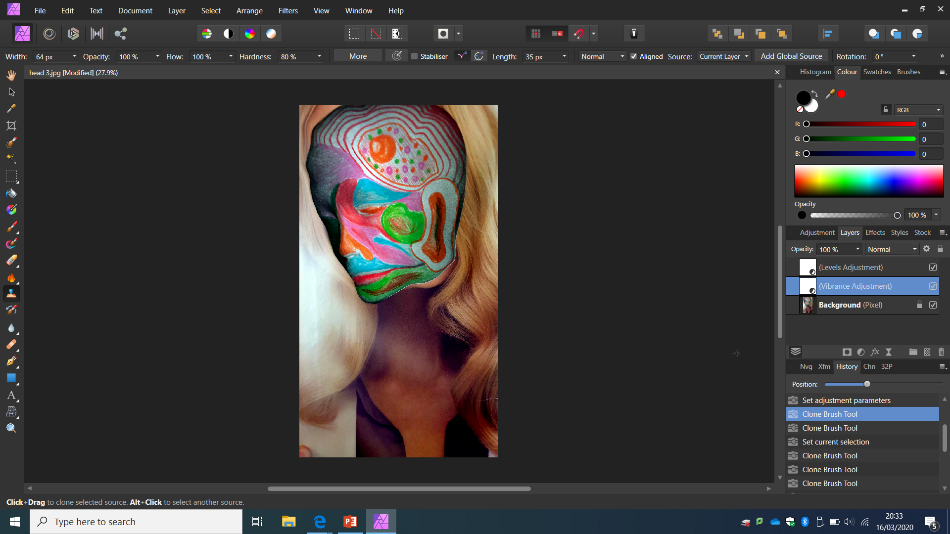 File Edit Text Document Layer Select Arrange Filters View Window Help
Width: 64 px Opacity: 100 % Flow: 100 % Hardness: 80 % More Stabiliser Length: 35 px Normal Aligned Source: Current Layer Add Global Source Rotation: 0 °
head 3.jpg [Modified] (27.9%)
Histogram Colour Swatches Brushes
RGB
R: 0
G: 0
B: 0
Opacity
100 %
Adjustment Layers Effects Styles Stock
Opacity: 100 % Normal
(Levels Adjustment)
(Vibrance Adjustment)
Background (Pixel)
Nvg Xfm History Chn 32P
Position:
Set adjustment parameters
Clone Brush Tool
Clone Brush Tool
Set current selection
Clone Brush Tool
Clone Brush Tool
Clone Brush Tool
Click+Drag to clone selected source. Alt+Click to select another source.
Type here to search
20:33
16/03/2020
5